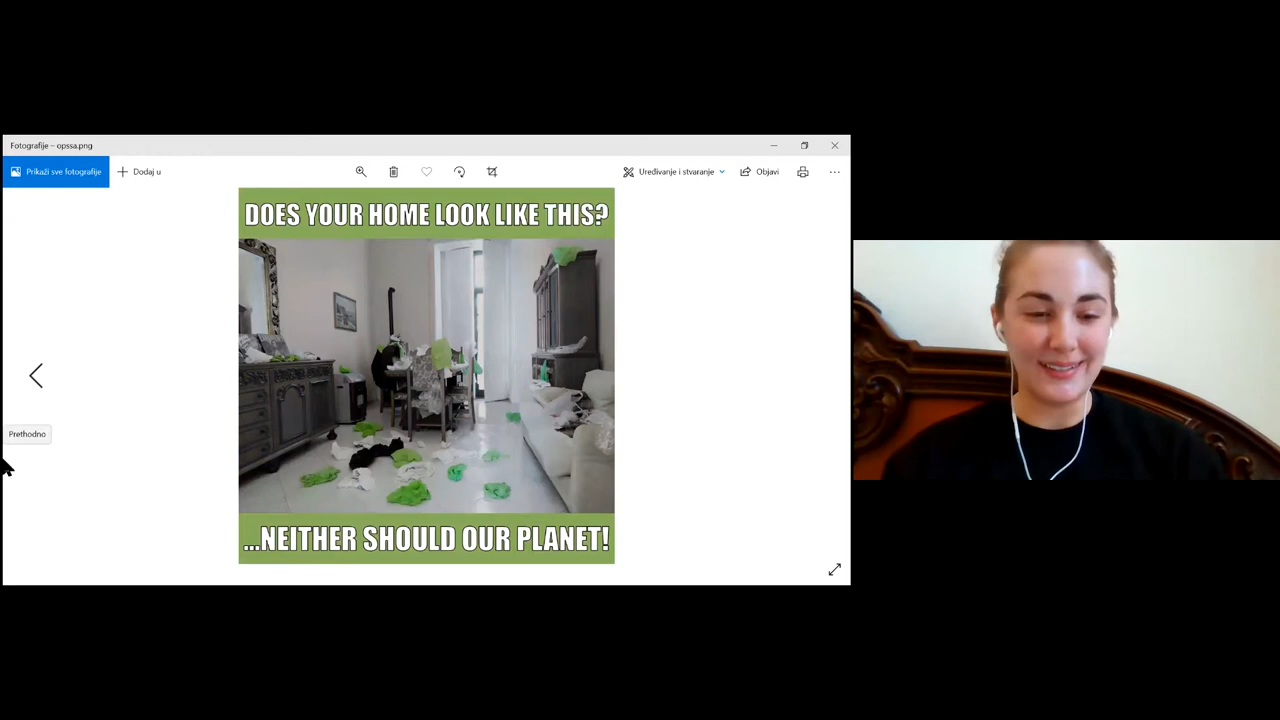 Fotografije – opssa.png
Prikaži sve fotografije
Dodaj u
Uređivanje i stvaranje
Objavi
DOES YOUR HOME LOOK LIKE THIS?
Prethodno
...NEITHER SHOULD OUR PLANET!